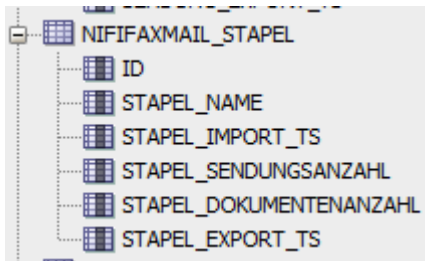 NIFIFAXMAIL_STAPEL
ID
STAPEL_NAME
STAPEL_IMPORT_TS
STAPEL_SENDUNGSANZAHL
STAPEL_DOKUMENTENANZAHL
STAPEL_EXPORT_TS